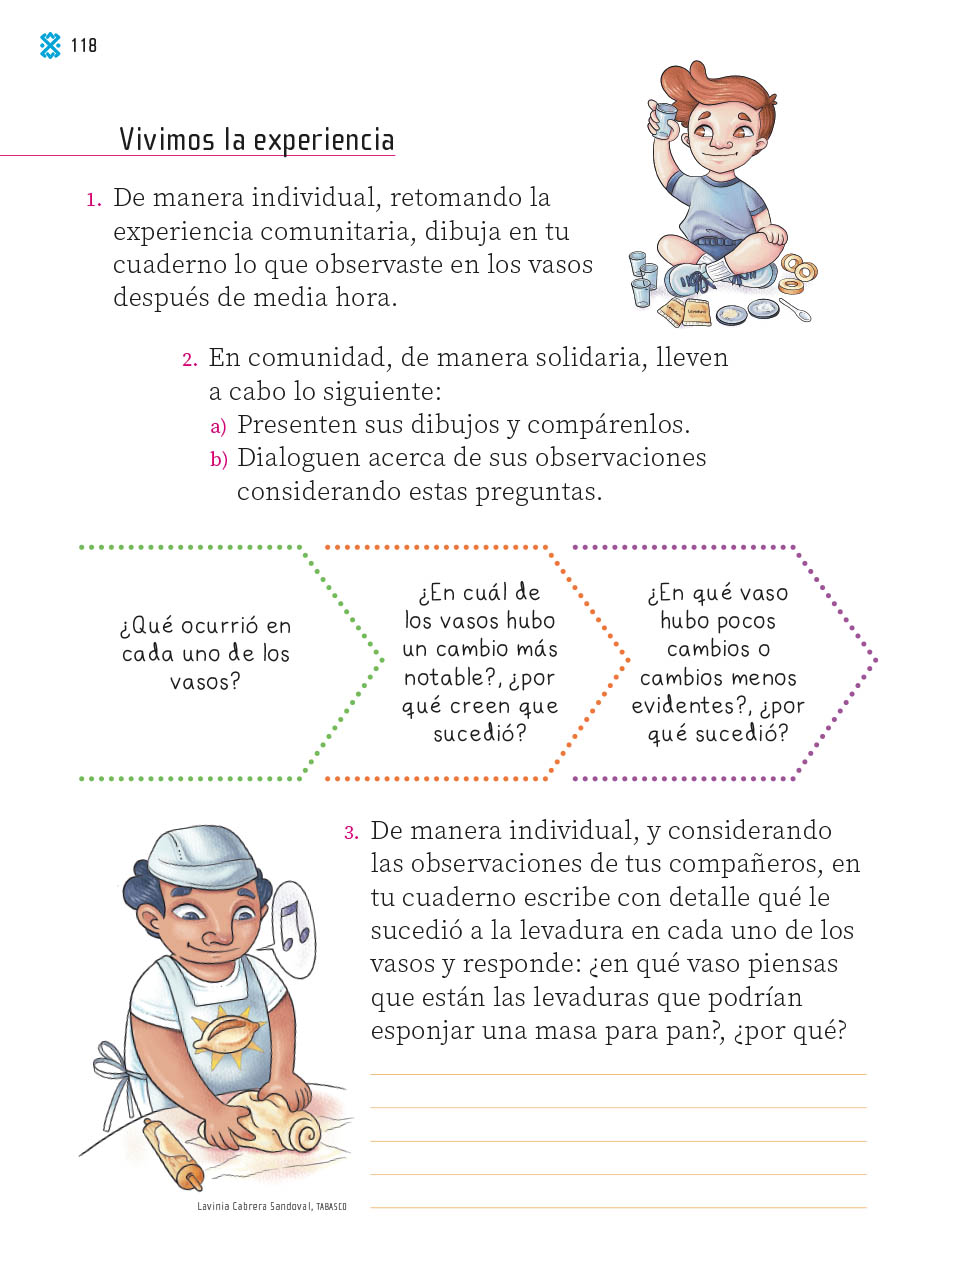 118
Vivimos la experiencia
1. De manera individual, retomando la
experiencia comunitaria, dibuja en tu
cuaderno lo que observaste en los vasos
después de media hora.
2. En comunidad, de manera solidaria, lleven
a cabo lo siguiente:
a) Presenten sus dibujos y compárenlos.
b) Dialoguen acerca de sus observaciones
considerando estas preguntas.
¿Qué ocurrió en
cada uno de los
vasos?
¿En cuál de
los vasos hubo
un cambio más
notable?, ¿por
qué creen que
sucedió?
¿En qué vaso
hubo pocos
cambios o
cambios menos
evidentes?, ¿por
qué sucedió?
3. De manera individual, y considerando
las observaciones de tus compañeros, en
tu cuaderno escribe con detalle qué le
sucedió a la levadura en cada uno de los
vasos y responde: ¿en qué vaso piensas
que están las levaduras que podrían
esponjar una masa para pan?, ¿por qué?
Lavinia Cabrera Sandoval, TABASCO